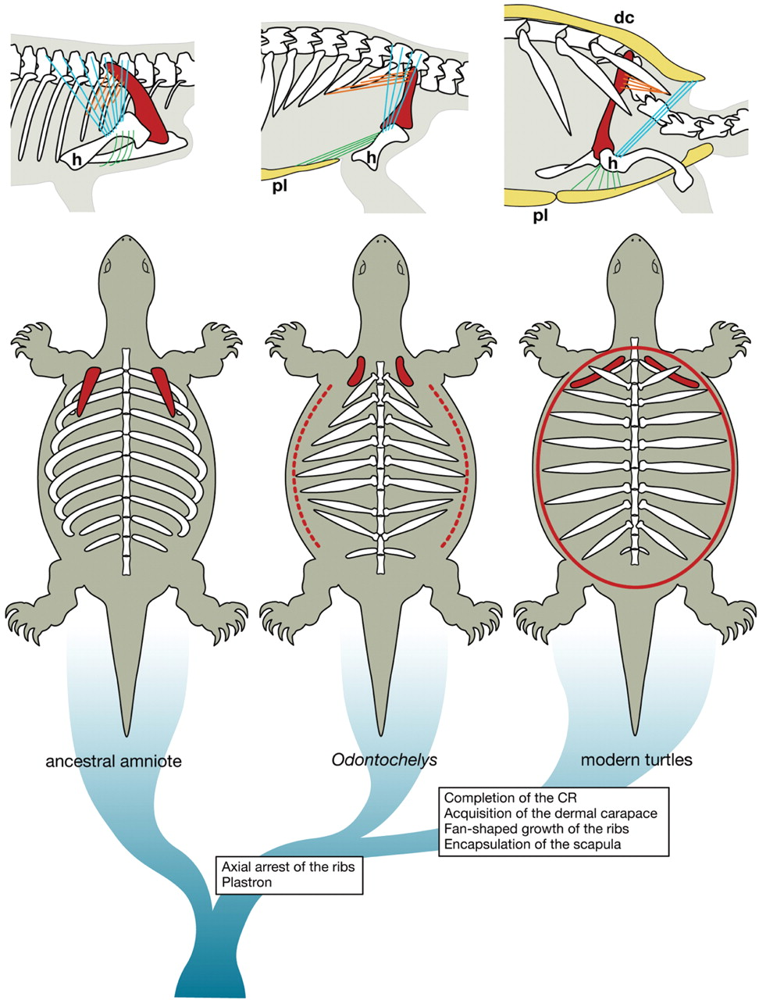 dc
h
h
h
pl
pl
ancestral amniote
Odontochelys
modern turtles
Completion of the CR
Acquisition of the dermal carapace
Fan-shaped growth of the ribs
Encapsulation of the scapula
Axial arrest of the ribs
Plastron